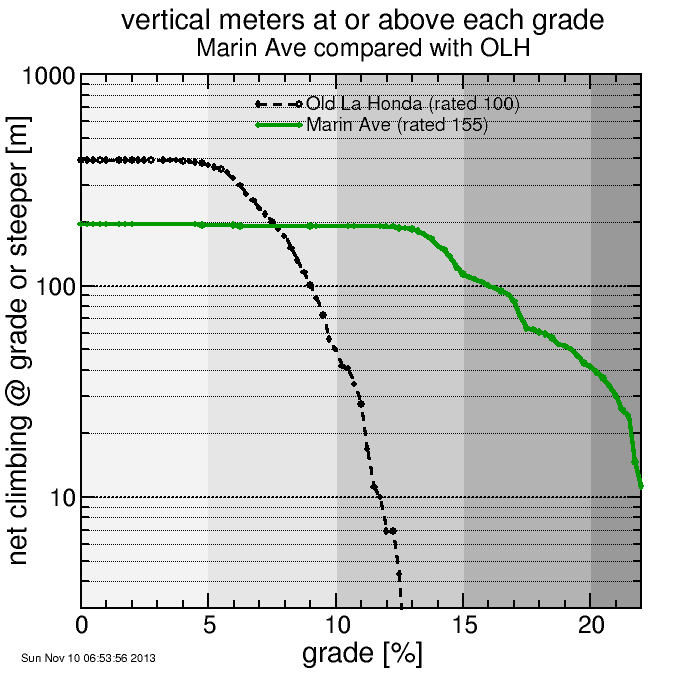 vertical meters at or above each grade
Marin Ave compared with OLH
1000
Old La Honda (rated 100)
Marin Ave (rated 155)
net climbing @ grade or steeper [m]
100
10
0 5 10 15 20
grade [%]
Sun Nov 10 06:53:56 2013